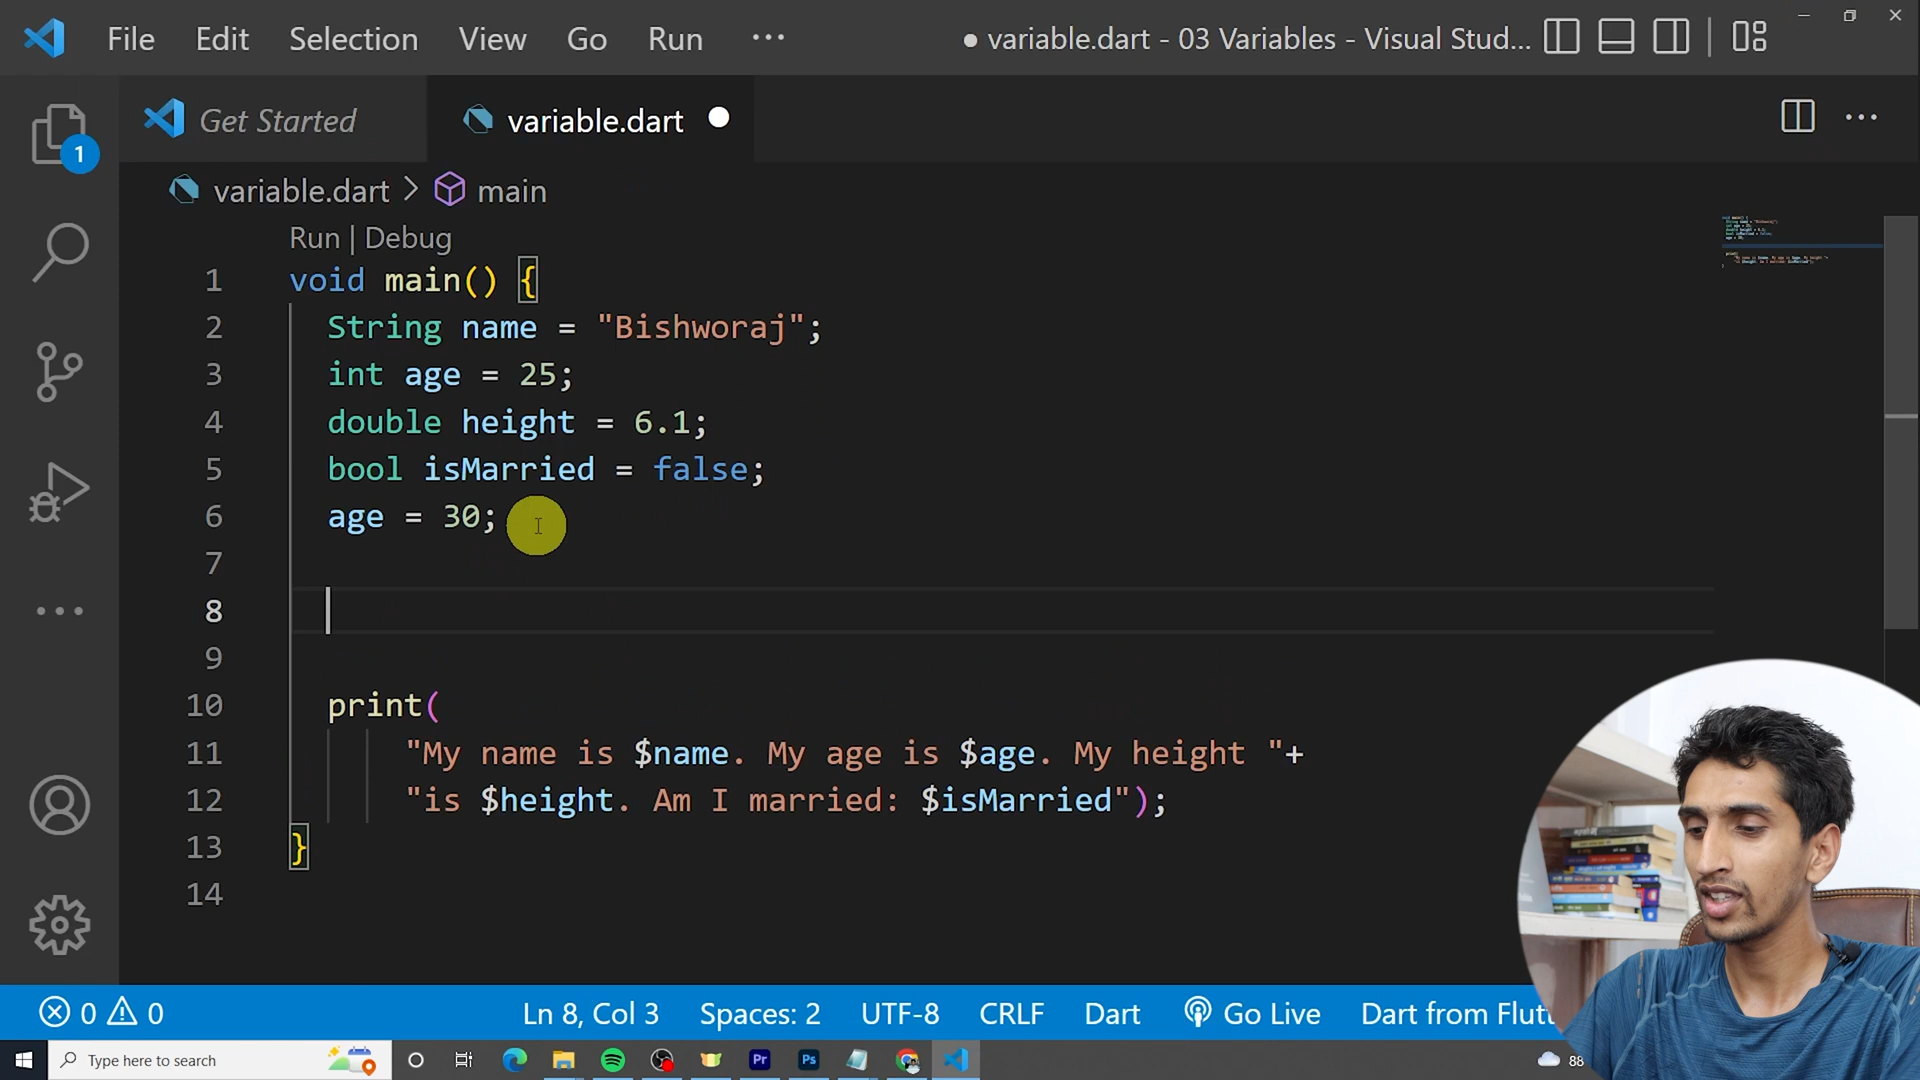 File Edit Selection View Go Run ···
● variable.dart - 03 Variables - Visual Stud...
Get Started
variable.dart
1
variable.dart > main
Run | Debug
1 void main() {
2 String name = "Bishworaj";
3 int age = 25;
4 double height = 6.1;
5 bool isMarried = false;
6 age = 30;
7
8
9
10 print(
11 "My name is $name. My age is $age. My height "+
12 "is $height. Am I married: $isMarried");
13 }
14
0 0 Ln 8, Col 3 Spaces: 2 UTF-8 CRLF Dart Go Live Dart from Flutt
Type here to search Pr Ps 88